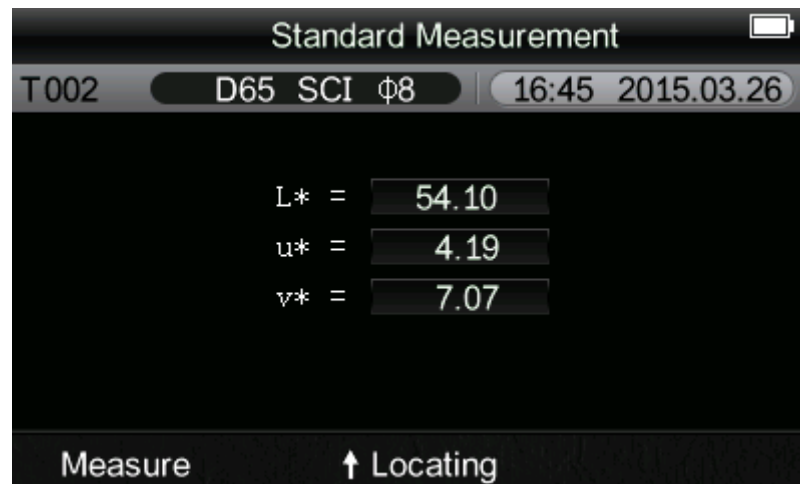 Standard Measurement
T002 D65 SCI Φ8 16:45 2015.03.26
L* = 54.10
u* = 4.19
v* = 7.07
Measure ↑ Locating